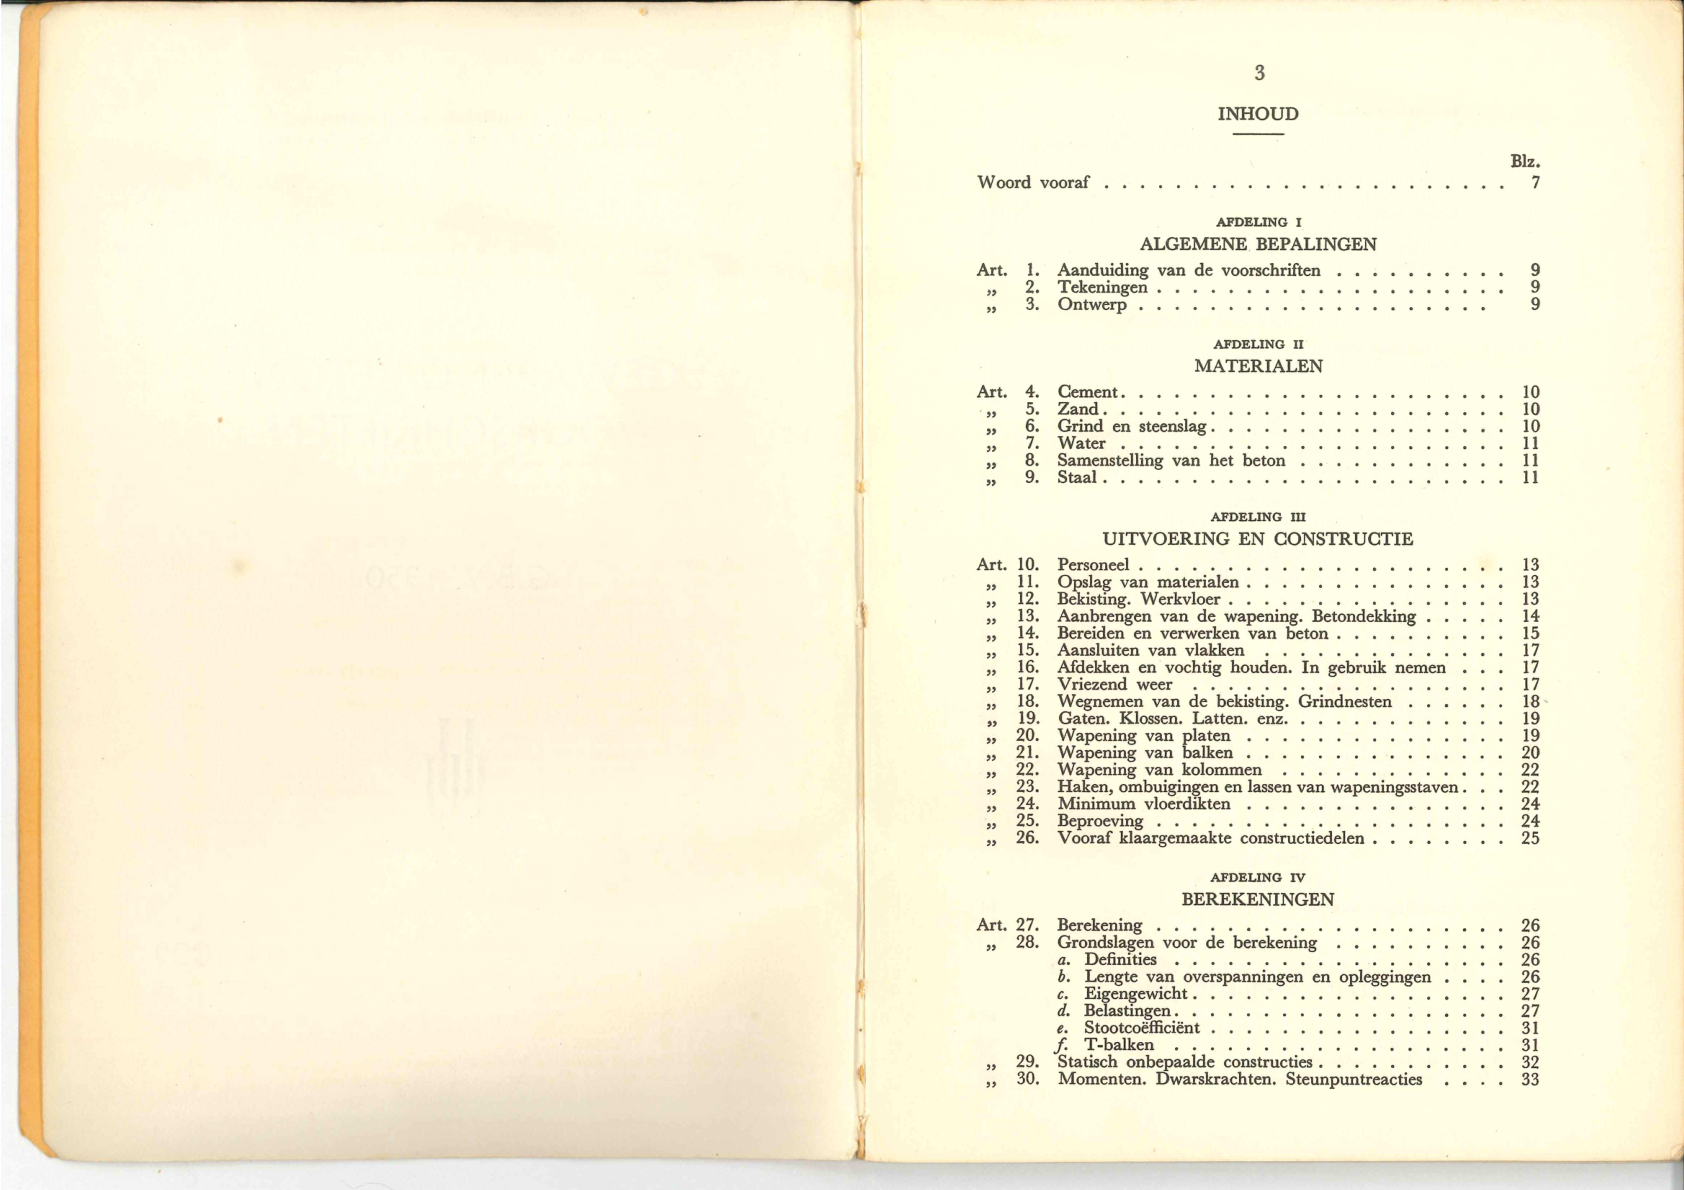 3
INHOUD
Blz.
Woord vooraf . . . . . . . . . . . . . . . . . . . . . . . 7
AFDELING I
ALGEMENE BEPALINGEN
Art. 1. Aanduiding van de voorschriften . . . . . . . . . . 9
„ 2. Tekeningen . . . . . . . . . . . . . . . . . . . . 9
„ 3. Ontwerp . . . . . . . . . . . . . . . . . . . . 9
AFDELING II
MATERIALEN
Art. 4. Cement . . . . . . . . . . . . . . . . . . . . . . 10
„ 5. Zand . . . . . . . . . . . . . . . . . . . . . . . 10
„ 6. Grind en steenslag . . . . . . . . . . . . . . . . . 10
„ 7. Water . . . . . . . . . . . . . . . . . . . . . . 11
„ 8. Samenstelling van het beton . . . . . . . . . . . . 11
„ 9. Staal . . . . . . . . . . . . . . . . . . . . . . . 11
AFDELING III
UITVOERING EN CONSTRUCTIE
Art. 10. Personeel . . . . . . . . . . . . . . . . . . . . . 13
„ 11. Opslag van materialen . . . . . . . . . . . . . . . 13
„ 12. Bekisting. Werkvloer . . . . . . . . . . . . . . . . 13
„ 13. Aanbrengen van de wapening. Betondekking . . . . . 14
„ 14. Bereiden en verwerken van beton . . . . . . . . . . 15
„ 15. Aansluiten van vlakken . . . . . . . . . . . . . . 17
„ 16. Afdekken en vochtig houden. In gebruik nemen . . . 17
„ 17. Vriezend weer . . . . . . . . . . . . . . . . . . 17
„ 18. Wegnemen van de bekisting. Grindnesten . . . . . . 18
„ 19. Gaten. Klossen. Latten. enz. . . . . . . . . . . . . 19
„ 20. Wapening van platen . . . . . . . . . . . . . . . 19
„ 21. Wapening van balken . . . . . . . . . . . . . . . 20
„ 22. Wapening van kolommen . . . . . . . . . . . . . 22
„ 23. Haken, ombuigingen en lassen van wapeningsstaven . . . 22
„ 24. Minimum vloerdikten . . . . . . . . . . . . . . . 24
„ 25. Beproeving . . . . . . . . . . . . . . . . . . . . 24
„ 26. Vooraf klaargemaakte constructiedelen . . . . . . . . 25
AFDELING IV
BEREKENINGEN
Art. 27. Berekening . . . . . . . . . . . . . . . . . . . . 26
„ 28. Grondslagen voor de berekening . . . . . . . . . . 26
a. Definities . . . . . . . . . . . . . . . . . . . 26
b. Lengte van overspanningen en opleggingen . . . . 26
c. Eigengewicht . . . . . . . . . . . . . . . . . . 27
d. Belastingen . . . . . . . . . . . . . . . . . . . 27
e. Stootcoëfficiënt . . . . . . . . . . . . . . . . . 31
f. T-balken . . . . . . . . . . . . . . . . . . . 31
„ 29. Statisch onbepaalde constructies . . . . . . . . . . . 32
„ 30. Momenten. Dwarskrachten. Steunpuntreacties . . . . 33